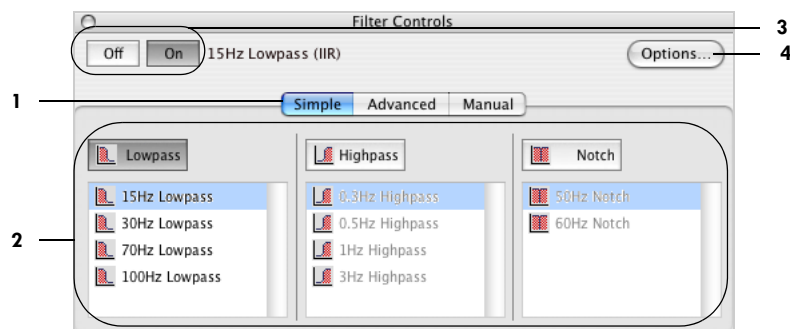 Filter Controls
3
Off On 15Hz Lowpass (IIR) Options... 4
1 Simple Advanced Manual
Lowpass Highpass Notch
15Hz Lowpass 0.3Hz Highpass 50Hz Notch
2 30Hz Lowpass 0.5Hz Highpass 60Hz Notch
70Hz Lowpass 1Hz Highpass
100Hz Lowpass 3Hz Highpass